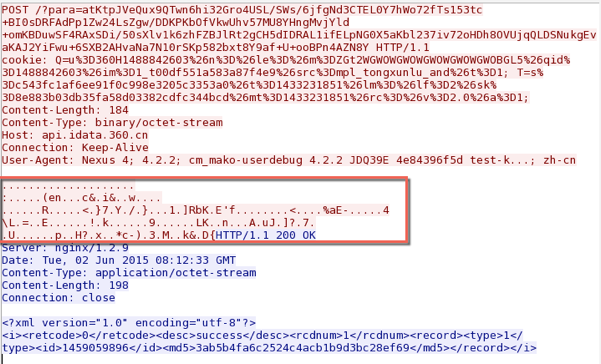 POST /?para=atKtpJVeQux9QTwn6hi32Gro4USL/SWs/6jfgNd3CTEL0Y7hWo72fTs153tc
+BI0sDRFAdPp1Zw24LsZgw/DDKPKbOfVkwUhv57MU8YHngMvjYld
+omKBDuwSF4RAxSDi/50sXlv1k6zhFZBJlRt2gCH5dIDRAL1ifELpNG0X5aKbl237iv72oHDh8OVUjqQLDSNukgEv
aKAJ2YiFwu+6SXB2AHvaNa7N10rSKp582bxt8Y9af+U+ooBPn4AZN8Y HTTP/1.1
cookie: Q=u%3D360H1488842603%26n%3D%26le%3D%26m%3DZGt2WGWOWGWOWGWOWGWOWGWOBGL5%26qid%
3D1488842603%26im%3D1_t00df551a583a87f4e9%26src%3Dmpl_tongxunlu_and%26t%3D1; T=s%
3Dc543fc1af6ee91f0c998e3205c3353a0%26t%3D1433231851%26lm%3D%26lf%3D2%26sk%
3D8e883b03db35fa58d03382cdfc344bcd%26mt%3D1433231851%26rc%3D%26v%3D2.0%26a%3D1;
Content-Length: 184
Content-Type: binary/octet-stream
Host: api.idata.360.cn
Connection: Keep-Alive
User-Agent: Nexus 4; 4.2.2; cm_mako-userdebug 4.2.2 JDQ39E 4e84396f5d test-k...; zh-cn
....................
:.....(en...c&.i&..w....
......R.....<.}7.Y./.}...1.]RbK.E'f........<....%aE-.....4
\L.=..E......!.k......9......LK..n...A.uJ.]?.7.
.U......p..H?.x..*c-).3.M..k&.D{HTTP/1.1 200 OK
Server: nginx/1.2.9
Date: Tue, 02 Jun 2015 08:12:33 GMT
Content-Type: application/octet-stream
Content-Length: 198
Connection: close
<?xml version="1.0" encoding="utf-8"?>
<i><retcode>0</retcode><desc>success</desc><rcdnum>1</rcdnum><record><type>1</
type><id>1459059896</id><md5>3ab5b4fa6c2524c4acb1b9d3bc28ef69</md5></record></i>